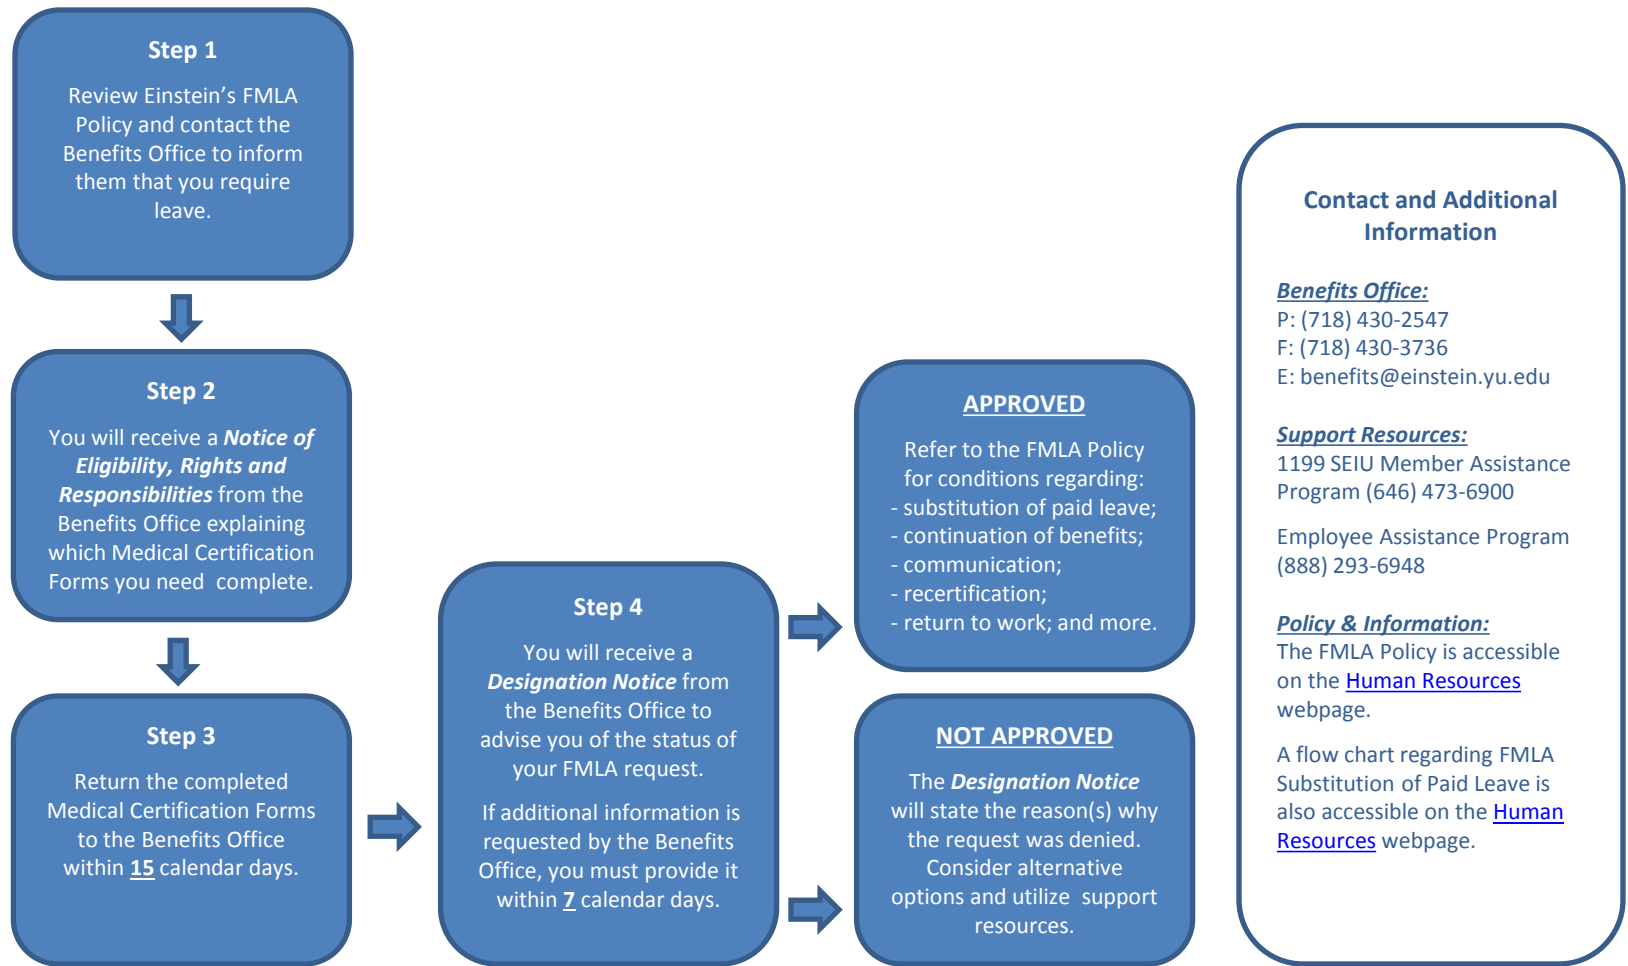 Step 1
Review Einstein’s FMLA
Policy and contact the
Benefits Office to inform
them that you require
leave.
Step 2
You will receive a Notice of
Eligibility, Rights and
Responsibilities from the
Benefits Office explaining
which Medical Certification
Forms you need  complete.
Step 3
Return the completed
Medical Certification Forms
to the Benefits Office
within 15 calendar days.
Step 4
You will receive a
Designation Notice from
the Benefits Office to
advise you of the status of
your FMLA request.
If additional information is
requested by the Benefits
Office, you must provide it
within 7 calendar days.
APPROVED
Refer to the FMLA Policy
for conditions regarding:
- substitution of paid leave;
- continuation of benefits;
- communication;
- recertification;
- return to work; and more.
NOT APPROVED
The Designation Notice
will state the reason(s) why
the request was denied.
Consider alternative
options and utilize  support
resources.
Contact and Additional
Information
Benefits Office:
P: (718) 430-2547
F: (718) 430-3736
E: benefits@einstein.yu.edu
Support Resources:
1199 SEIU Member Assistance
Program (646) 473-6900
Employee Assistance Program
(888) 293-6948
Policy & Information:
The FMLA Policy is accessible
on the Human Resources
webpage.
A flow chart regarding FMLA
Substitution of Paid Leave is
also accessible on the Human
Resources webpage.